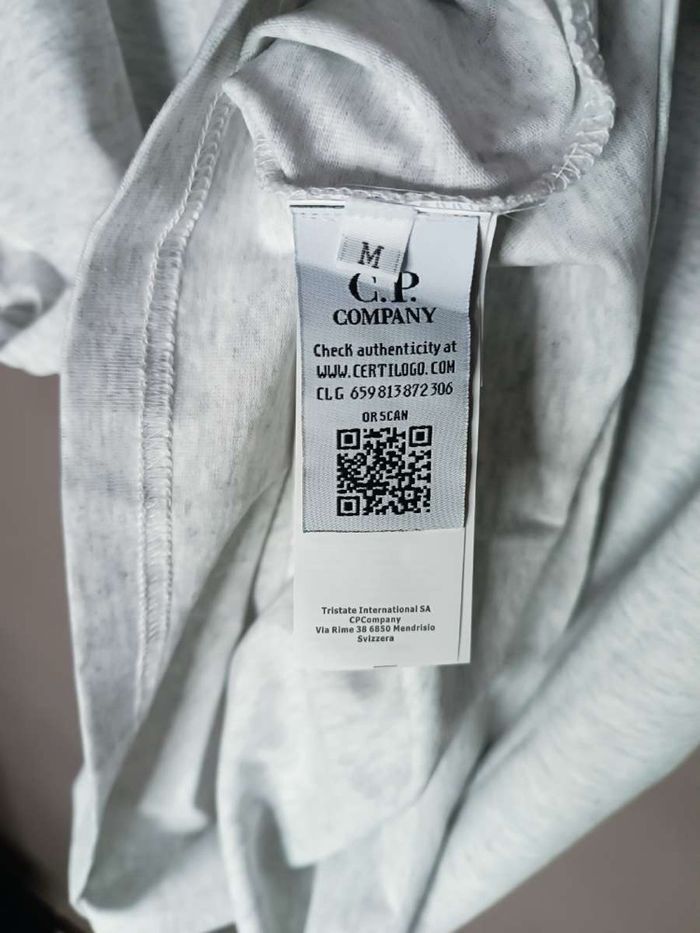 M
C.P.
COMPANY
Check authenticity at
WWW.CERTILOGO.COM
CLG 659813872306
OR SCAN
Tristate International SA
CPCompany
Via Rime 38 6850 Mendrisio
Svizzera